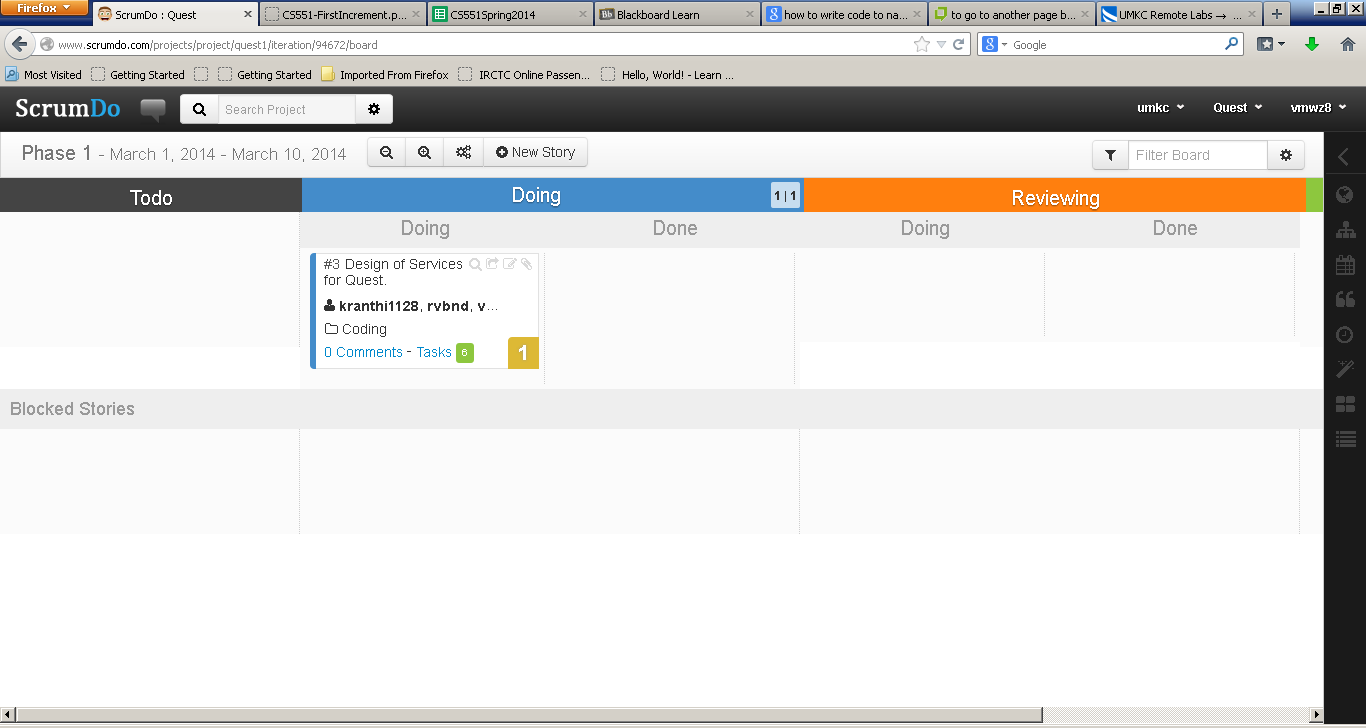 Firefox
ScrumDo : Quest
CS551-FirstIncrement.p...
CS551Spring2014
Bb Blackboard Learn
how to write code to na...
to go to another page b...
UMKC Remote Labs → ...
www.scrumdo.com/projects/project/quest1/iteration/94672/board
Google
Most Visited Getting Started Getting Started Imported From Firefox IRCTC Online Passen... Hello, World! - Learn ...
ScrumDo Search Project umkc Quest vmwz8
Phase 1 - March 1, 2014 - March 10, 2014 New Story Filter Board
Todo Doing 1 | 1 Reviewing
Doing Done Doing Done
#3 Design of Services
for Quest.
kranthi1128, rvbnd, v...
Coding
0 Comments - Tasks 6 1
Blocked Stories